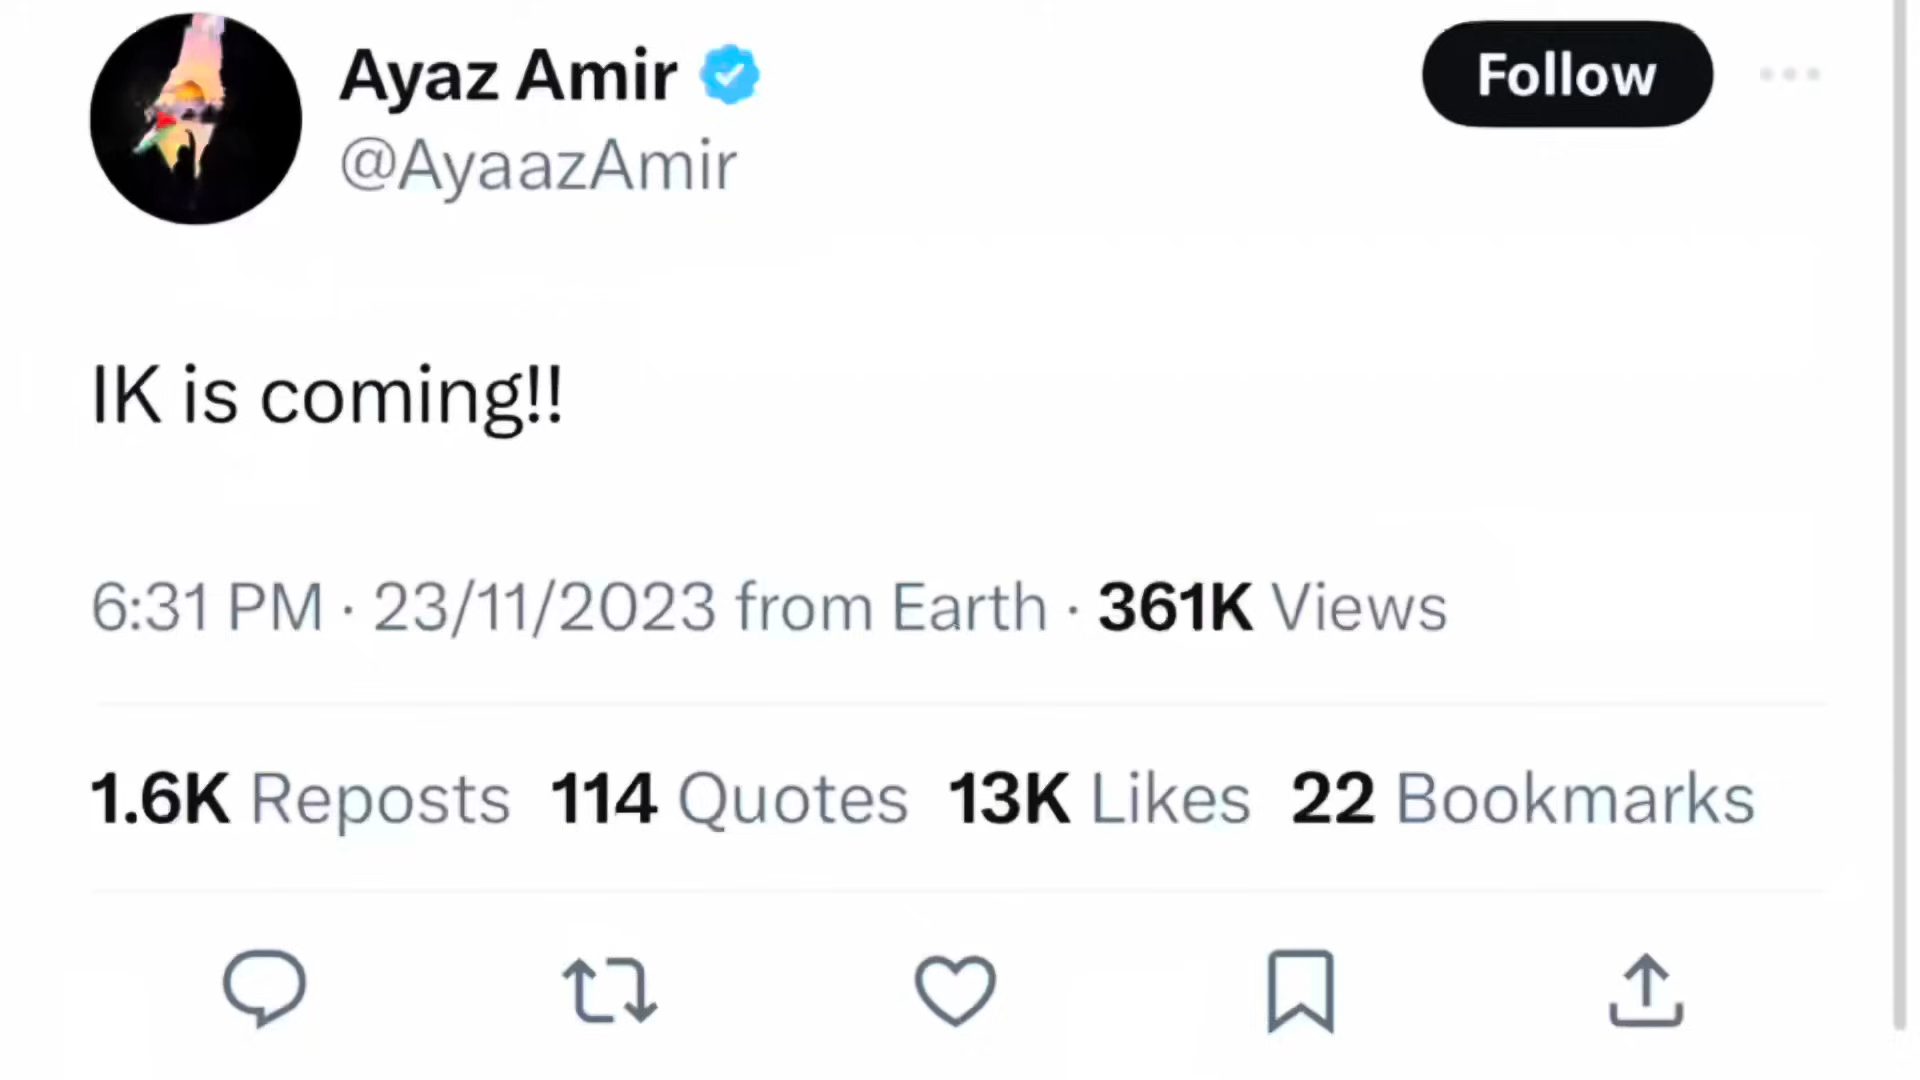 Ayaz Amir
Follow
@AyaazAmir
IK is coming!!
6:31 PM · 23/11/2023 from Earth · 361K Views
1.6K Reposts 114 Quotes 13K Likes 22 Bookmarks